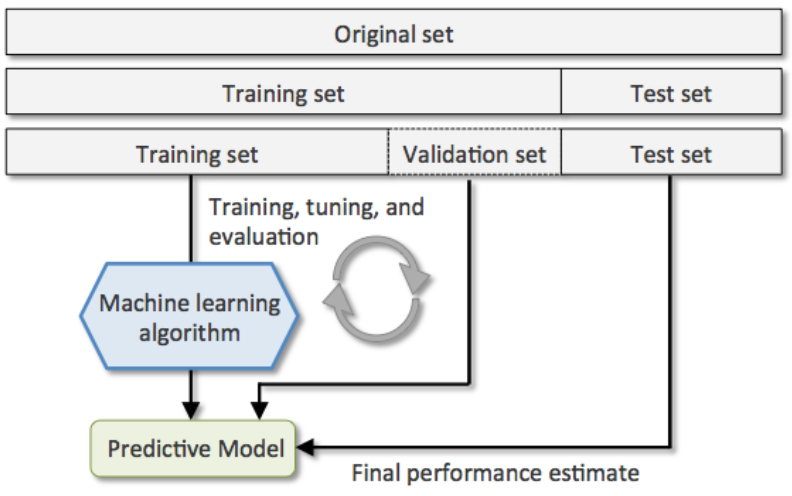 Original set
Training set
Test set
Training set
Validation set
Test set
Training, tuning, and
evaluation
Machine learning
algorithm
Predictive Model
Final performance estimate